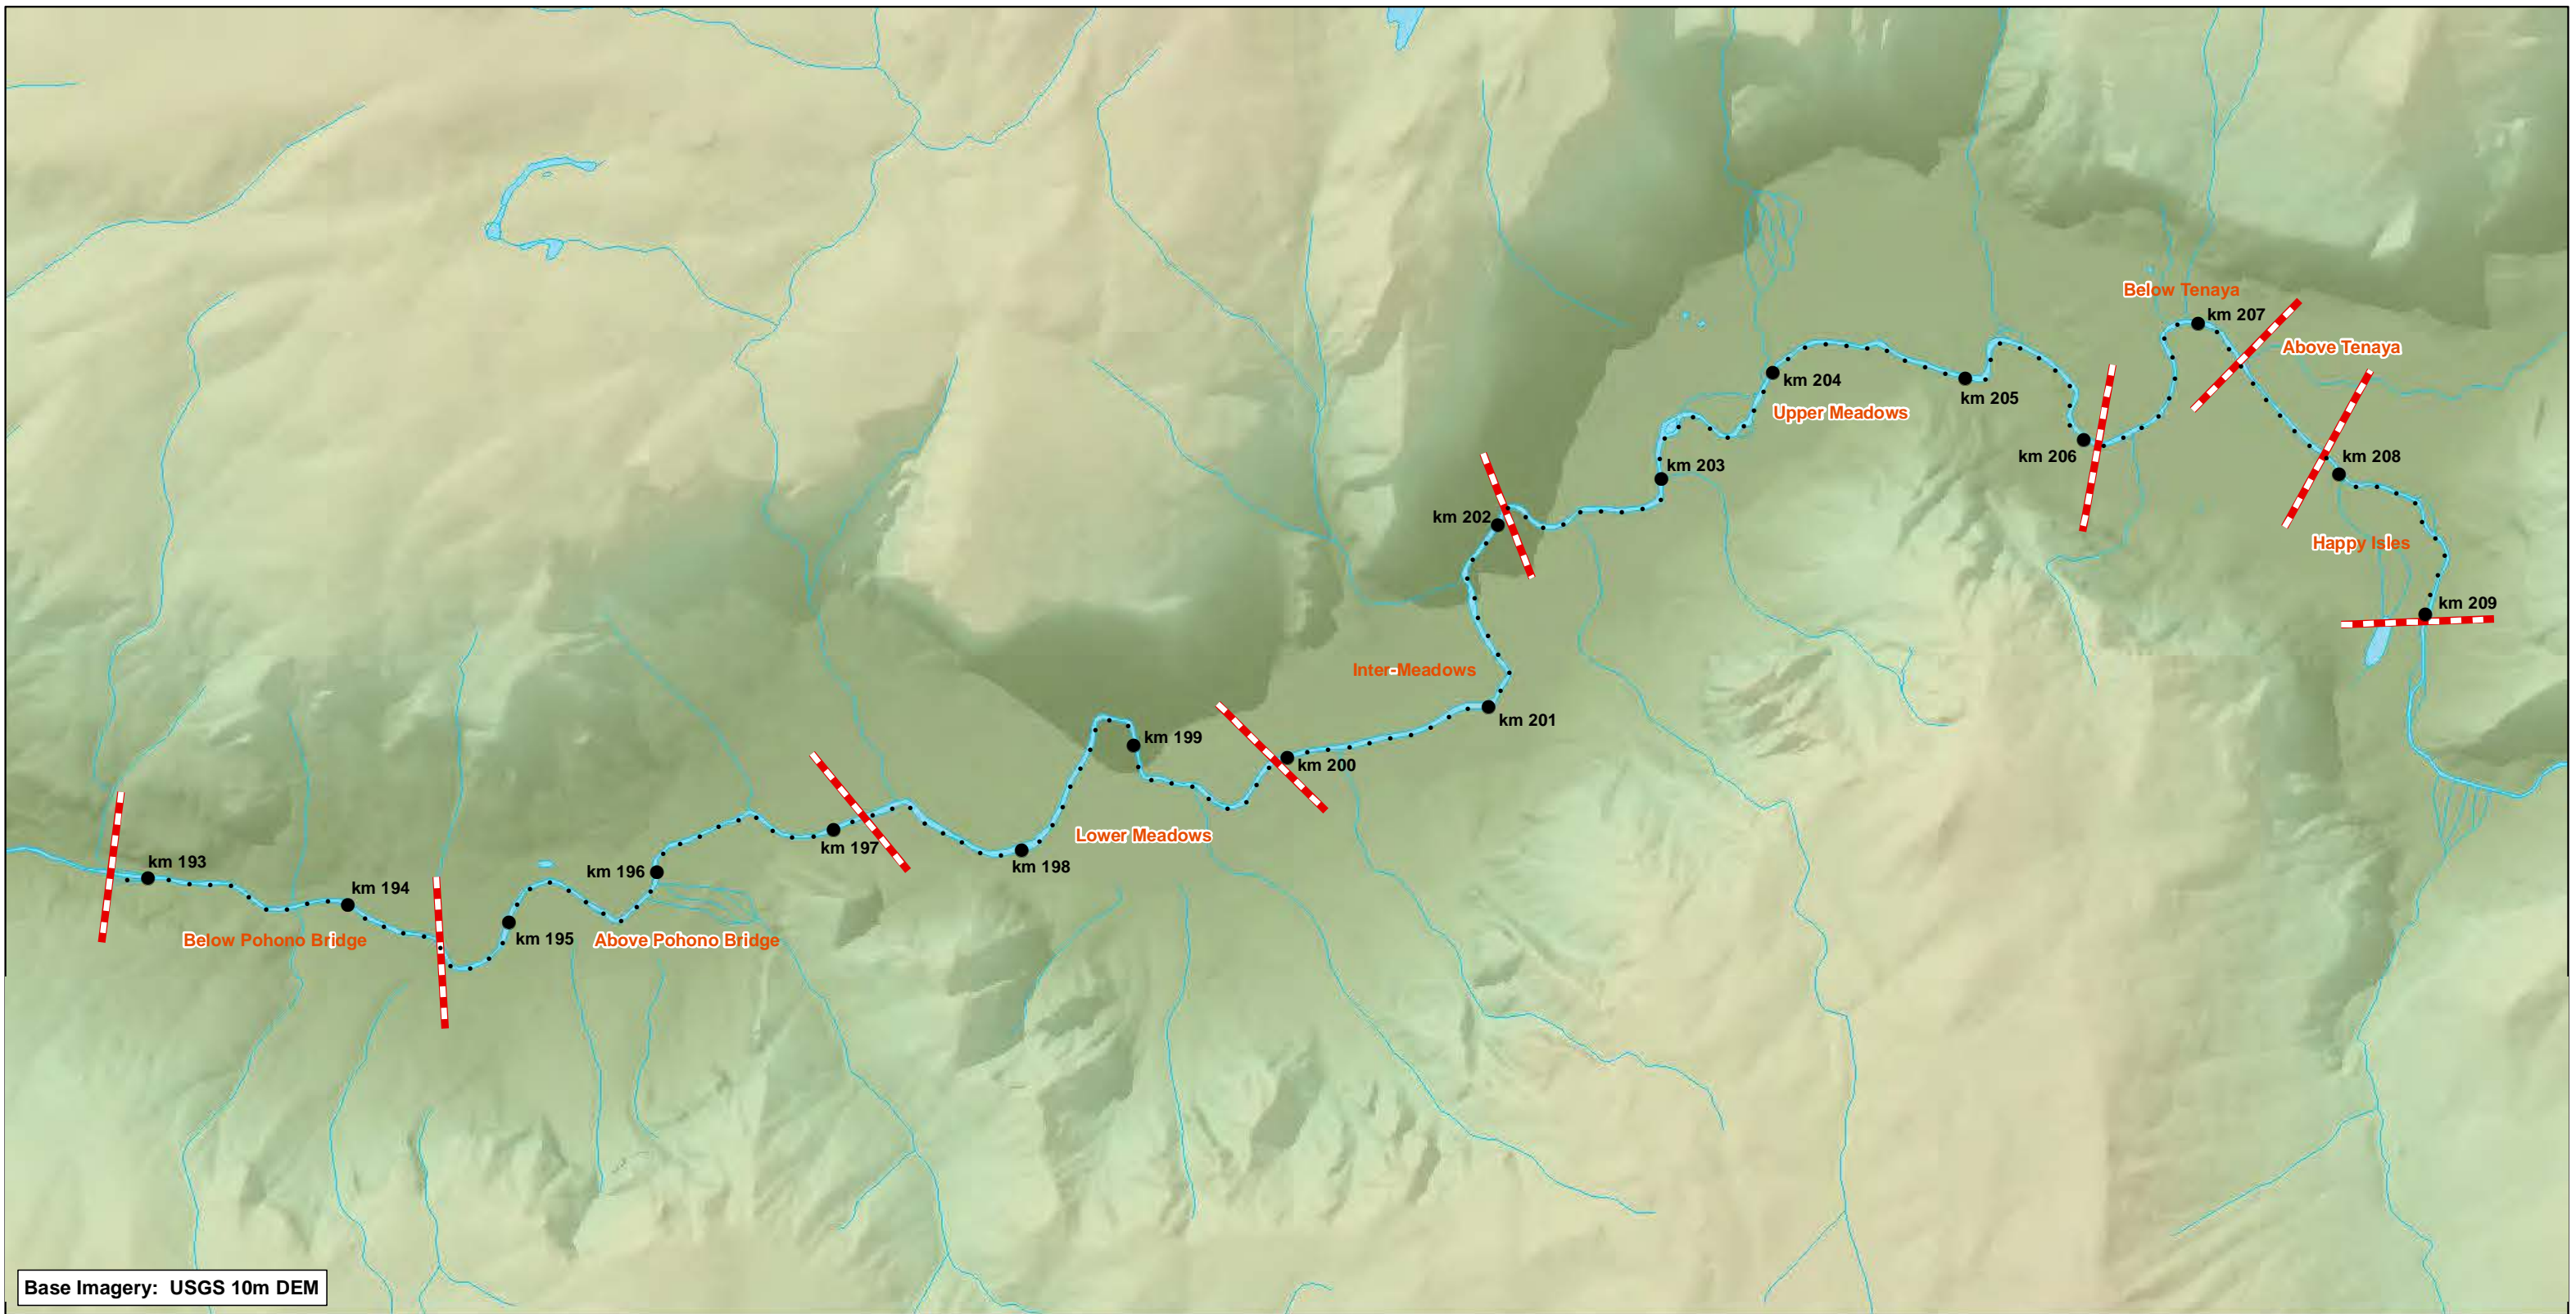 Below Tenaya
km 207
Above Tenaya
km 204
km 205
Upper Meadows
km 206
km 208
km 203
km 202
Happy Isles
km 209
Inter-Meadows
km 201
km 199
km 200
Lower Meadows
km 197
km 198
km 193
km 196
km 194
km 195
Below Pohono Bridge
Above Pohono Bridge
Base Imagery: USGS 10m DEM